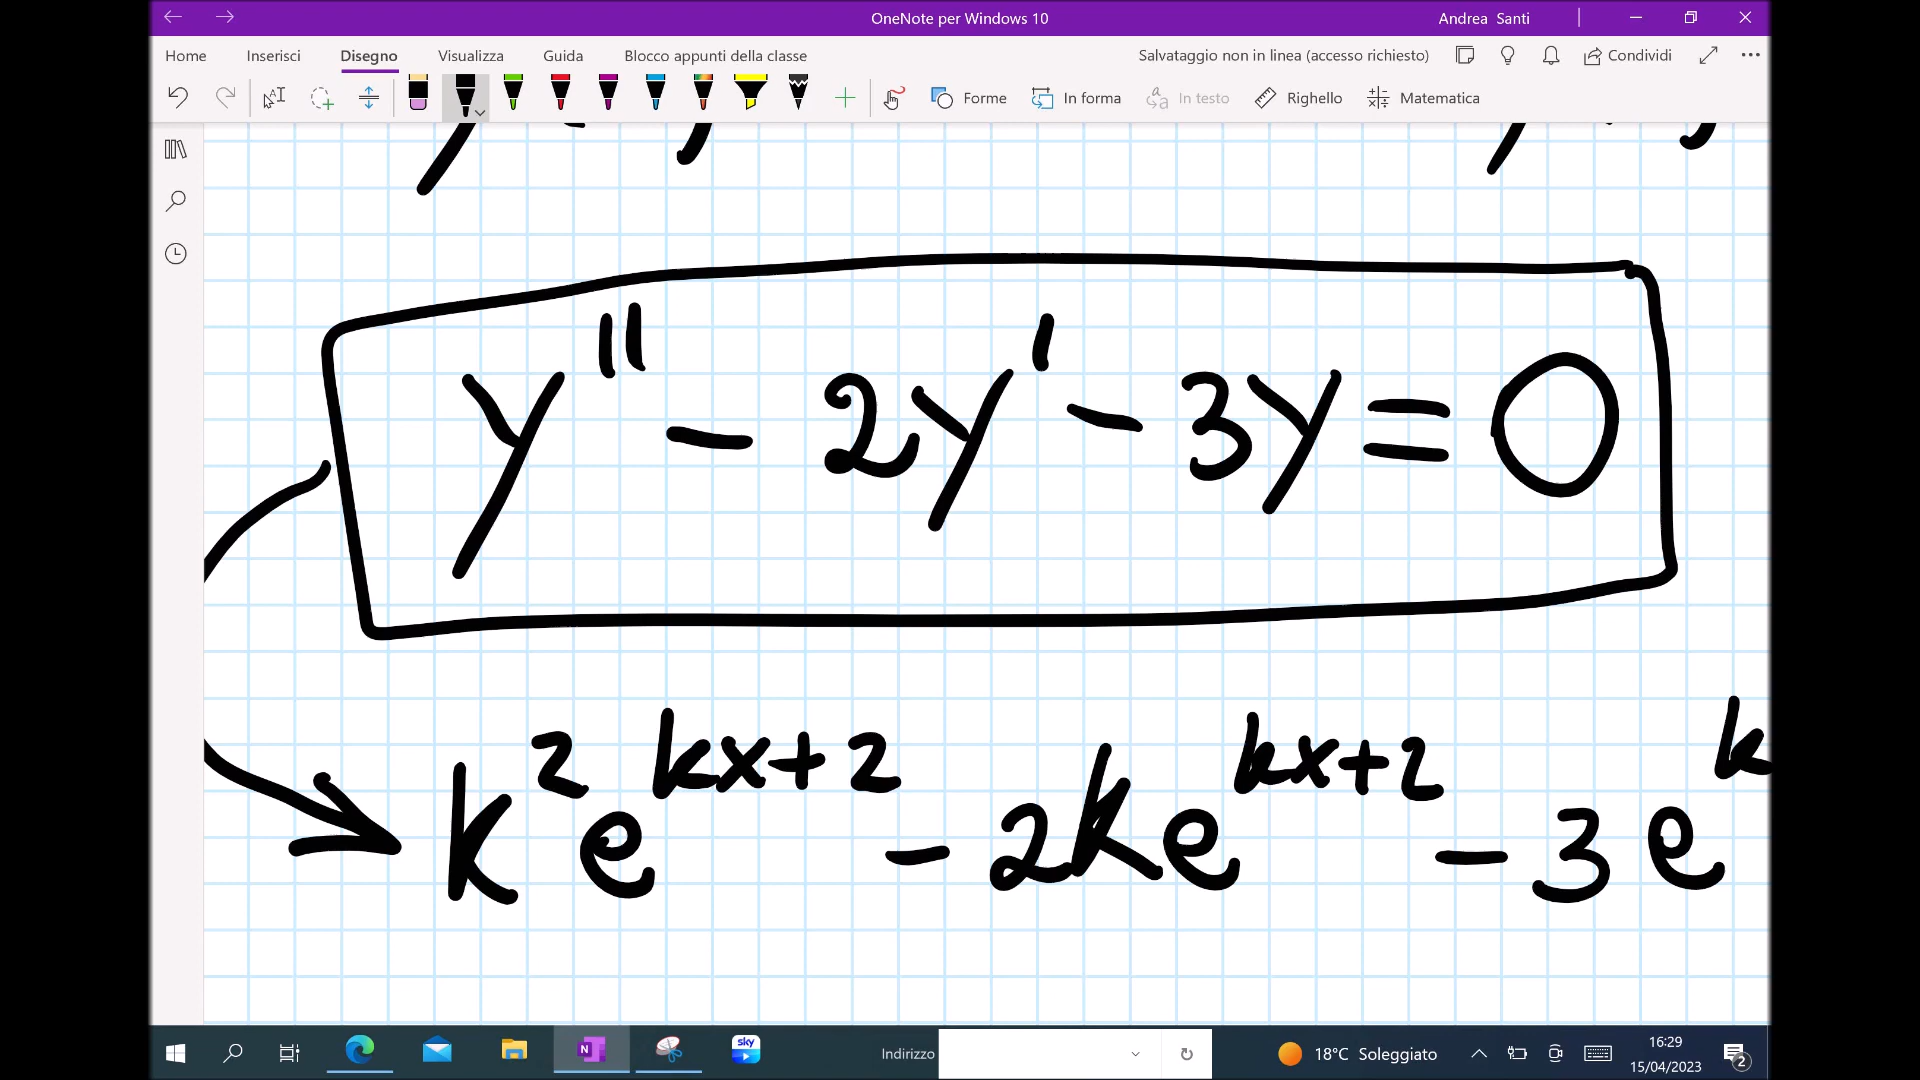 OneNote per Windows 10
Andrea Santi
Home Inserisci Disegno Visualizza Guida Blocco appunti della classe
Salvataggio non in linea (accesso richiesto) Condividi
Forme In forma In testo Righello Matematica
y'' - 2y' - 3y = 0
k²e^{kx+2} - 2ke^{kx+2} - 3e^{k
sky
Indirizzo
18°C Soleggiato
16:29
15/04/2023
2